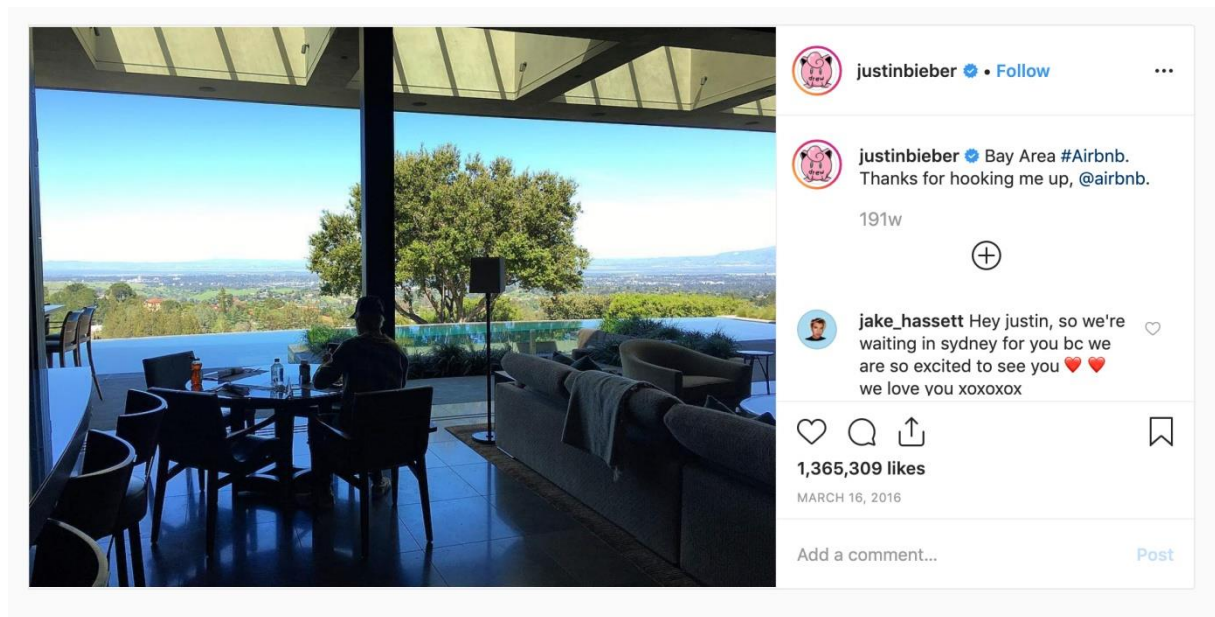 justinbieber • Follow
justinbieber Bay Area #Airbnb.
Thanks for hooking me up, @airbnb.
191w
jake_hassett Hey justin, so we're
waiting in sydney for you bc we
are so excited to see you ❤️ ❤️
we love you xoxoxox
1,365,309 likes
MARCH 16, 2016
Add a comment... Post